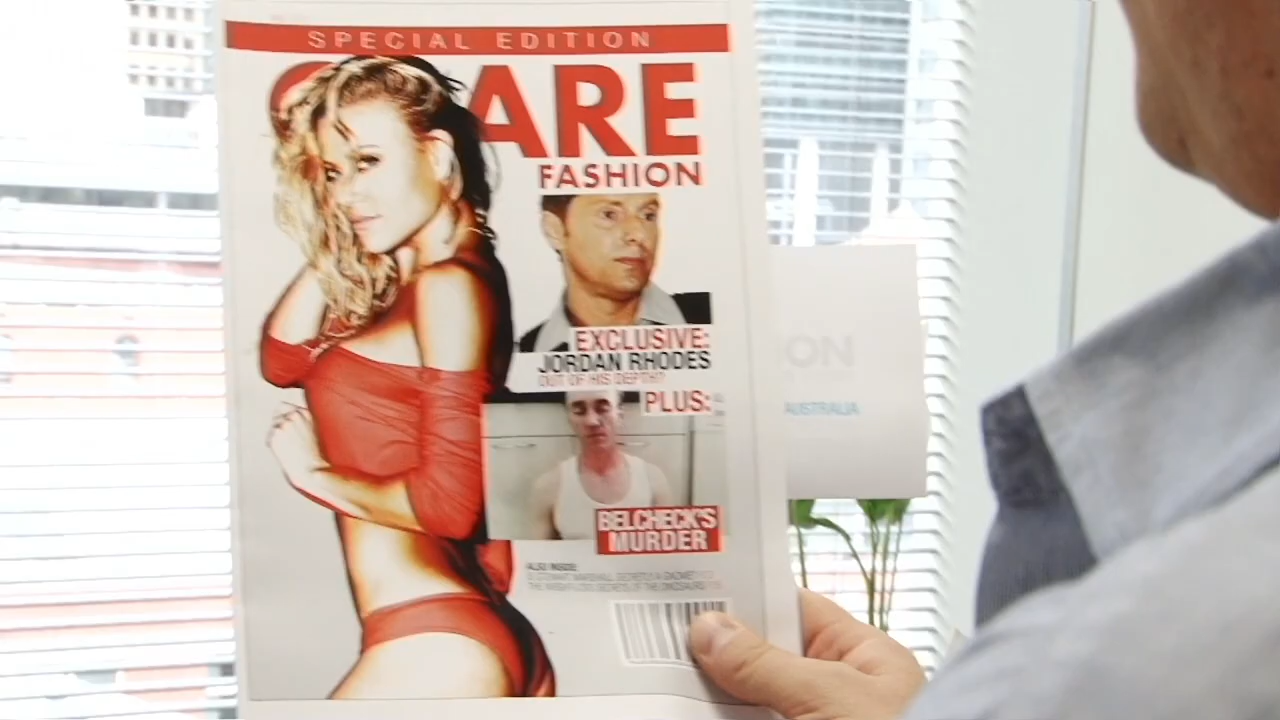 SPECIAL EDITION
ARE
FASHION
EXCLUSIVE:
JORDAN RHODES
OUT OF HIS DEPTH?
PLUS:
BELCHECK'S
MURDER
ALSO INSIDE:
ON
AUSTRALIA